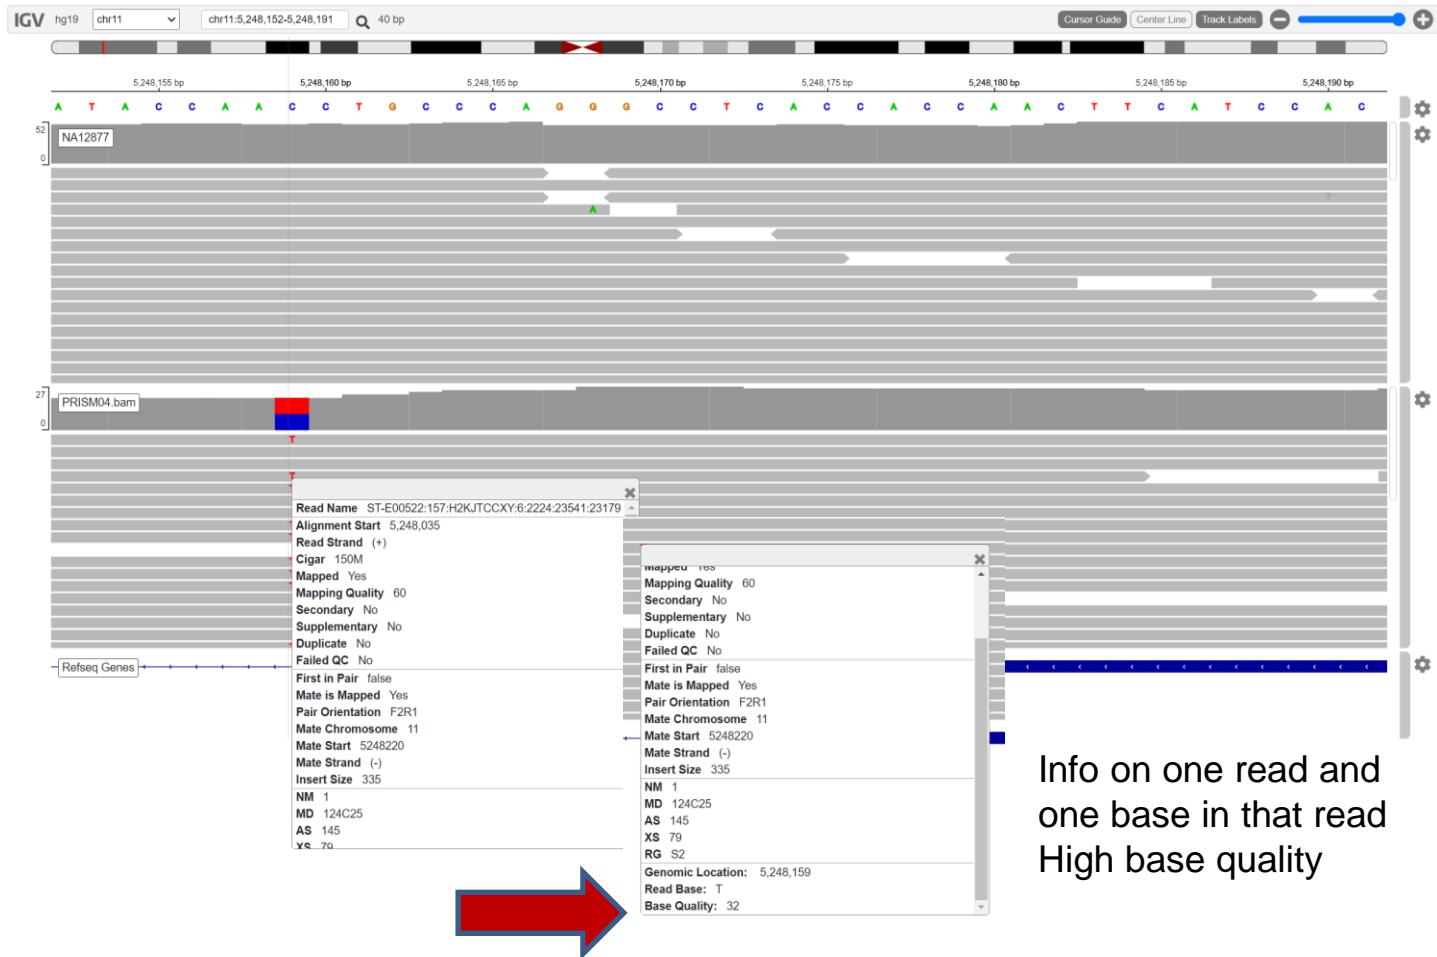 IGV hg19 chr11 chr11:5,248,152-5,248,191 40 bp Cursor Guide Center Line Track Labels
5,248,155 bp 5,248,160 bp 5,248,165 bp 5,248,170 bp 5,248,175 bp 5,248,180 bp 5,248,185 bp 5,248,190 bp
A T A C C A A C C T G C C C A G G G C C T C A C C A C C A A C T T C A T C C A C
52
NA12877
0
T
A
27
PRISM04.bam
0
T
T
Read Name ST-E00522:157:H2KJTCCXY:6:2224:23541:23179
Alignment Start 5,248,035
Read Strand (+)
Cigar 150M
Mapped Yes
Mapping Quality 60
Secondary No
Supplementary No
Duplicate No
Failed QC No
First in Pair false
Mate is Mapped Yes
Pair Orientation F2R1
Mate Chromosome 11
Mate Start 5248220
Mate Strand (-)
Insert Size 335
NM 1
MD 124C25
AS 145
XS 79
Mapped Yes
Mapping Quality 60
Secondary No
Supplementary No
Duplicate No
Failed QC No
First in Pair false
Mate is Mapped Yes
Pair Orientation F2R1
Mate Chromosome 11
Mate Start 5248220
Mate Strand (-)
Insert Size 335
NM 1
MD 124C25
AS 145
XS 79
RG S2
Genomic Location: 5,248,159
Read Base: T
Base Quality: 32
Refseq Genes
Info on one read and
one base in that read
High base quality